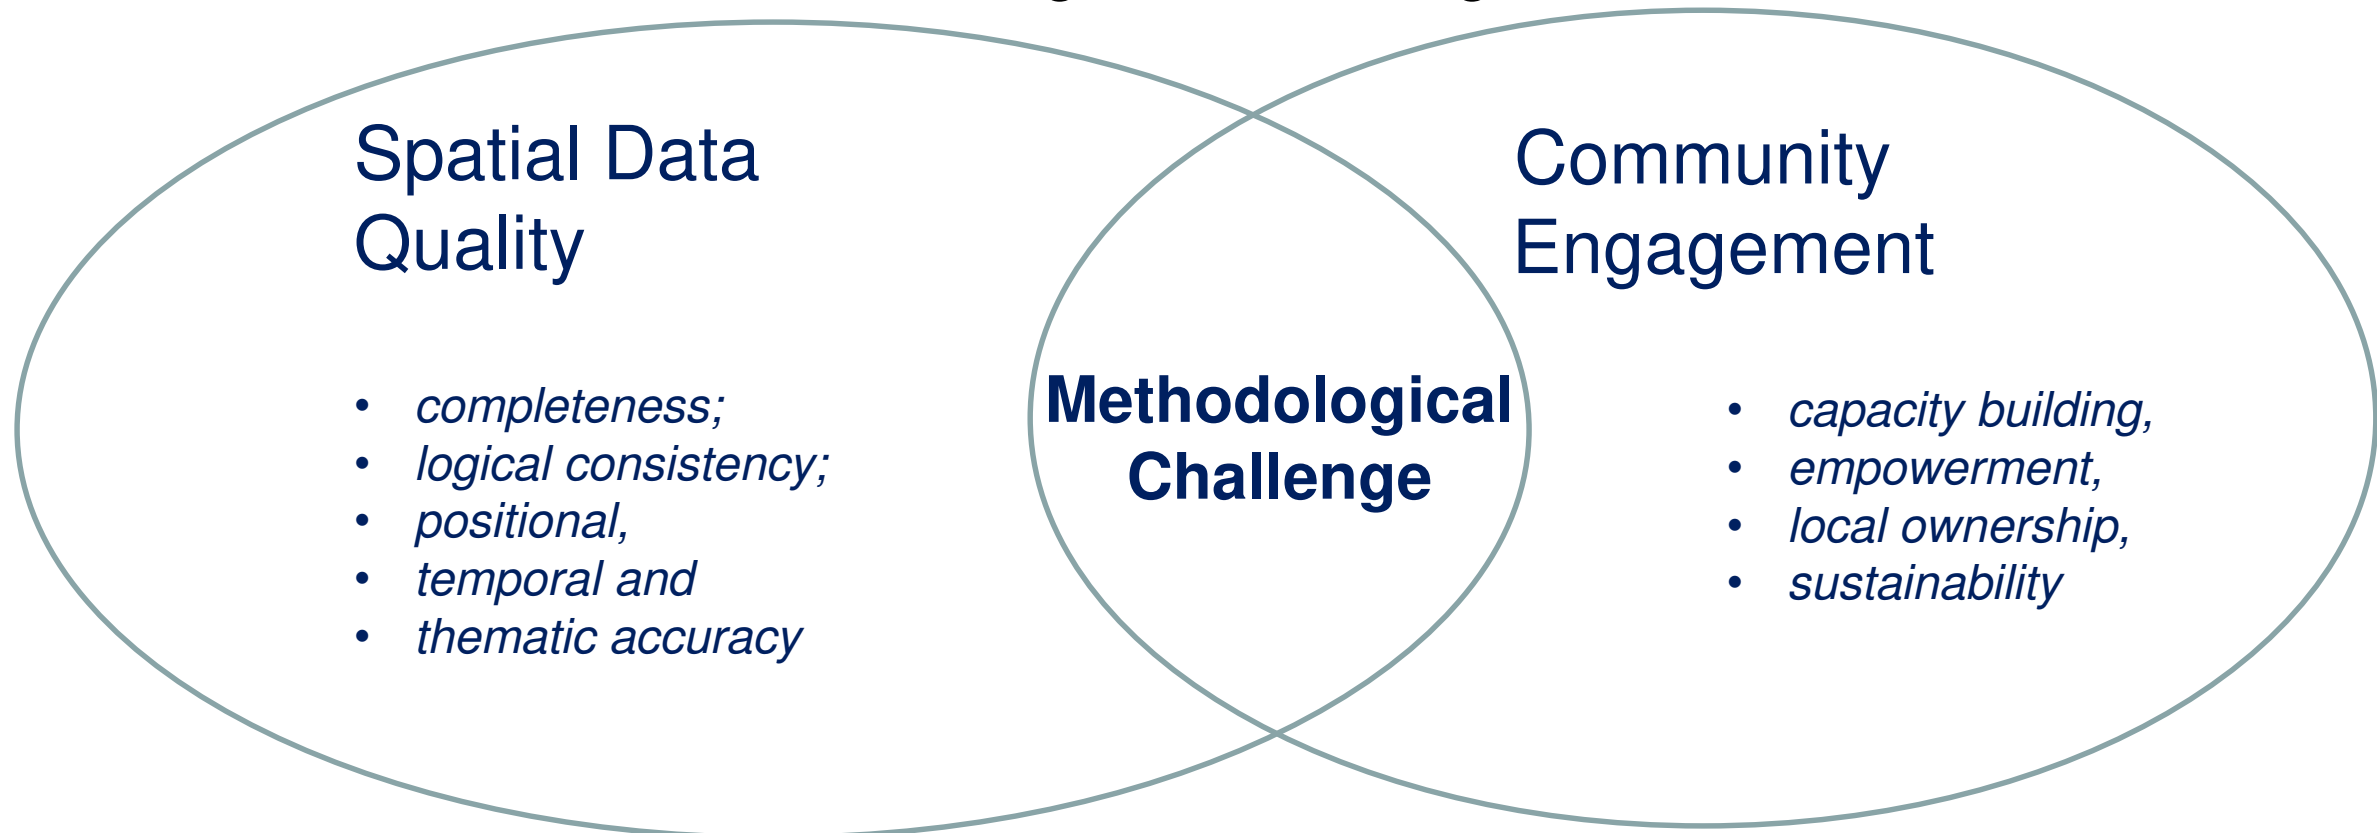 Spatial Data
Quality
• completeness;
• logical consistency;
• positional,
• temporal and
• thematic accuracy
Methodological
Challenge
Community
Engagement
• capacity building,
• empowerment,
• local ownership,
• sustainability